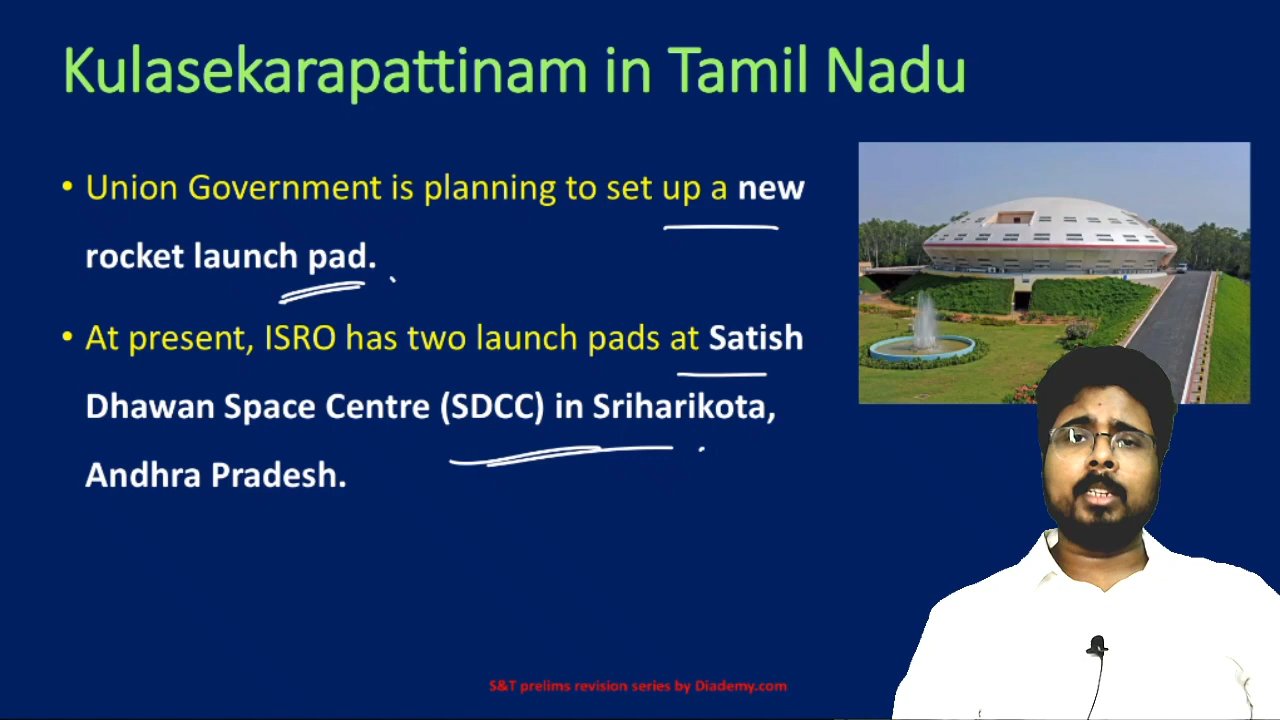 Kulasekarapattinam in Tamil Nadu
• Union Government is planning to set up a new
rocket launch pad.
• At present, ISRO has two launch pads at Satish
Dhawan Space Centre (SDCC) in Sriharikota,
Andhra Pradesh.
S&T prelims revision series by Diademy.com